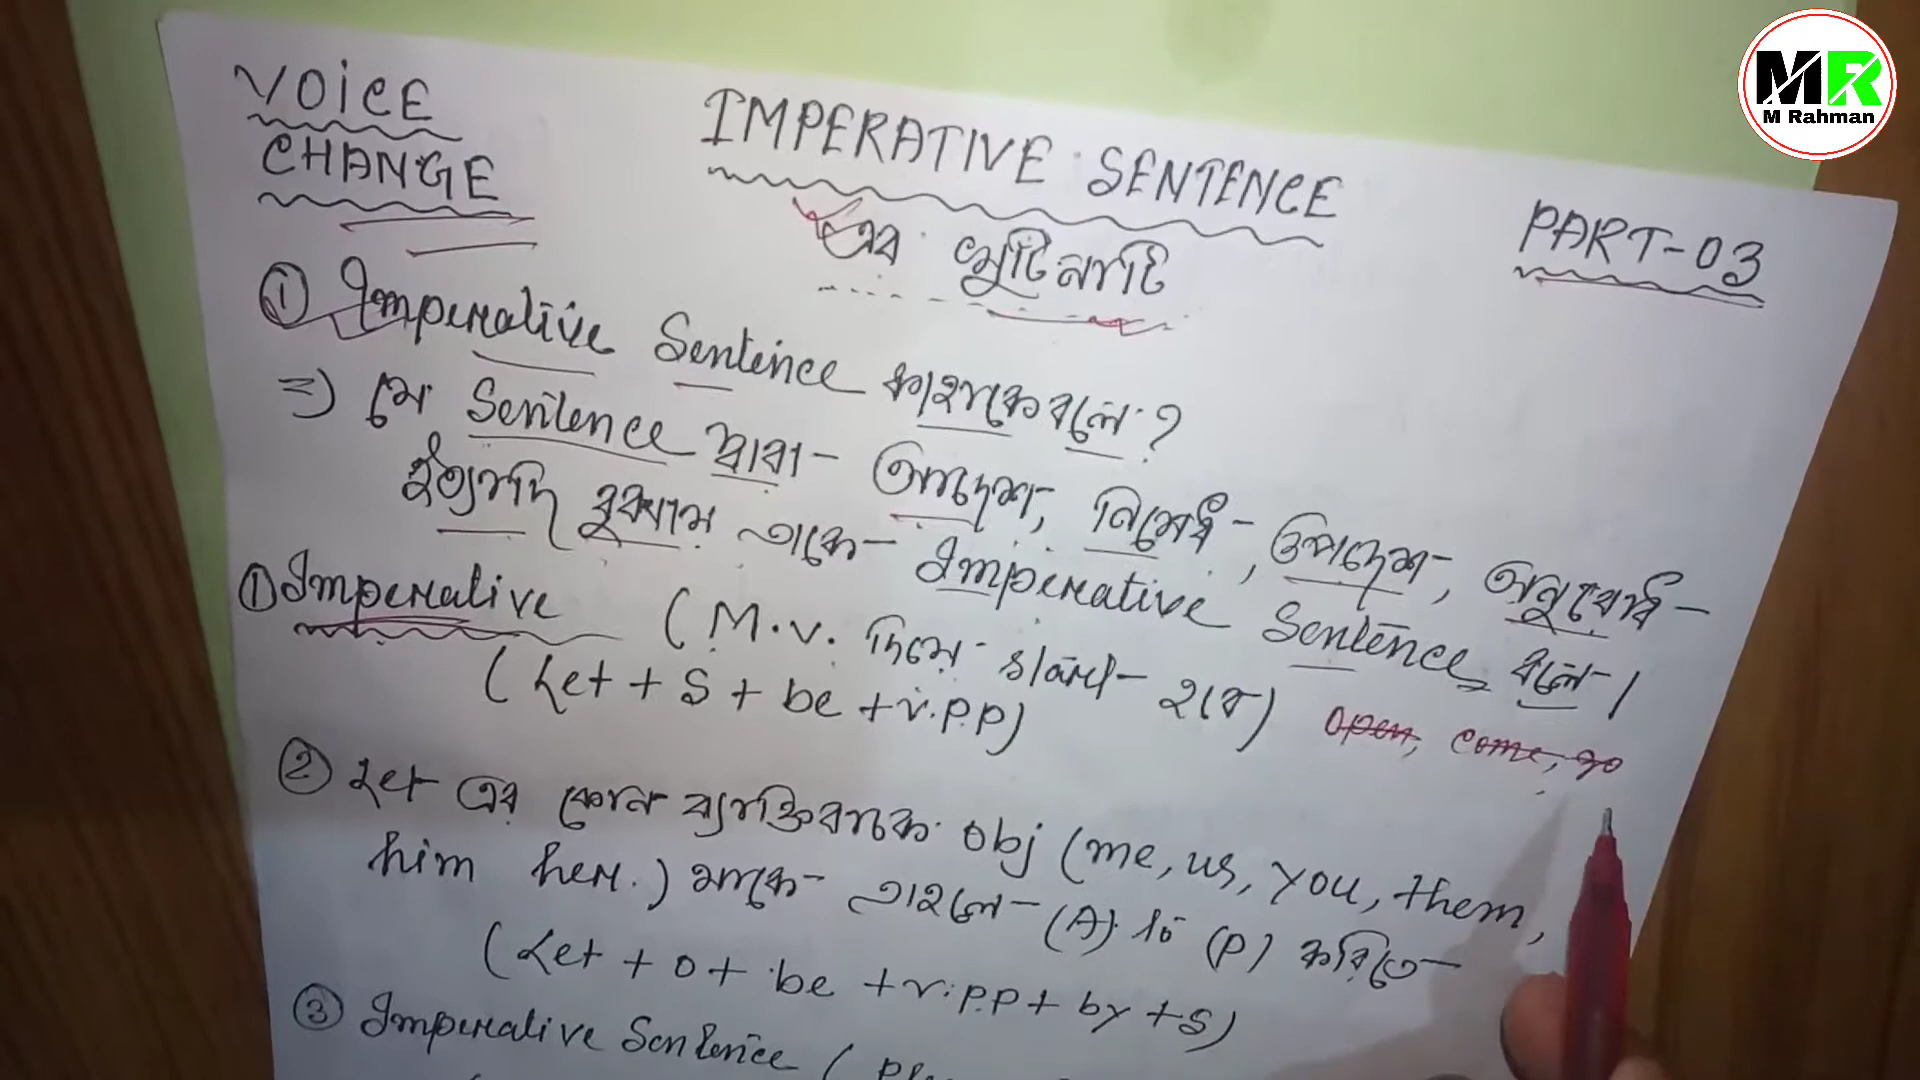 VOICE
CHANGE
IMPERATIVE SENTENCE
এর খুটিনাটি
PART-03
① Imperative Sentence কাহাকে বলে?
⇒ যে Sentence দ্বারা আদেশ, নিষেধ, উপদেশ, অনুরোধ
ইত্যাদি বুঝায় তাকে Imperative Sentence বলে।
① Imperative (M.V. দিয়ে start হবে) open, come, go
(Let + S + be + v.p.p)
② Let এর কোন ব্যক্তিবাচক obj (me, us, you, them,
him her.) থাকে তাহলে (A) to (P) করিতে
(Let + O + be + v.p.p + by + S)
③ Imperative Sentence (
MR
M Rahman